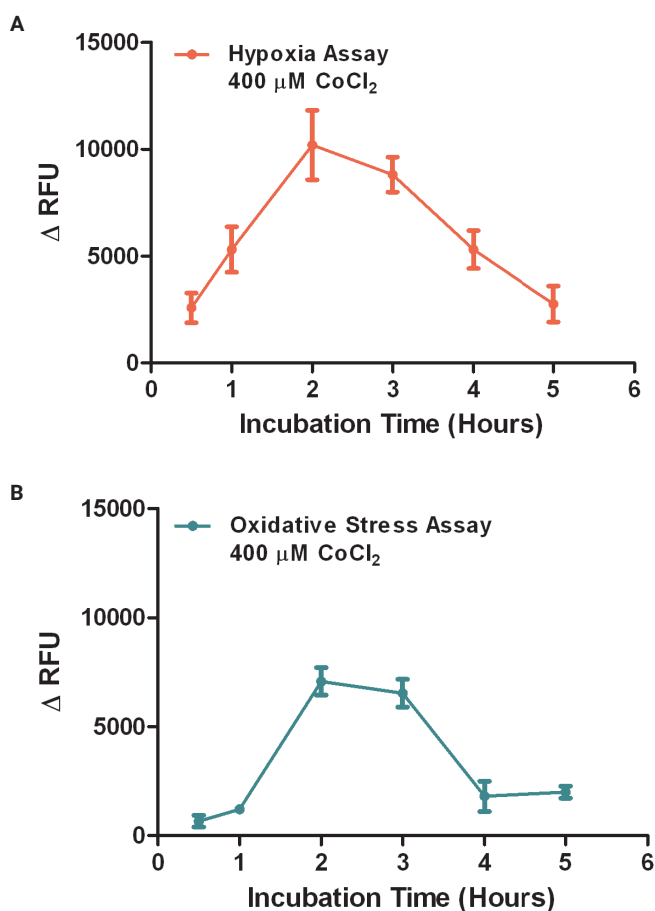 A
15000
Hypoxia Assay
400 μM CoCl₂
10000
Δ RFU
5000
0
0 1 2 3 4 5 6
Incubation Time (Hours)
B
15000
Oxidative Stress Assay
400 μM CoCl₂
10000
Δ RFU
5000
0
0 1 2 3 4 5 6
Incubation Time (Hours)